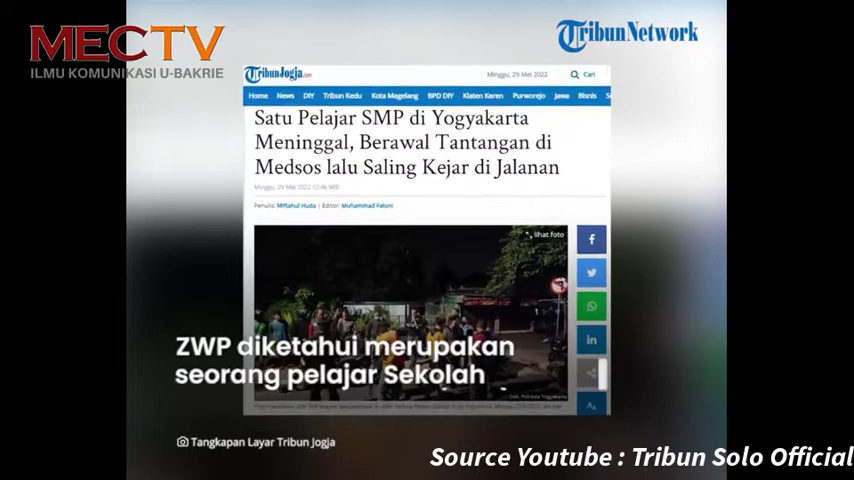 MECTV
ILMU KOMUNIKASI U-BAKRIE
TribunNetwork
TribunJogja.com
Minggu, 29 Mei 2022
Cari
Home News DIY Tribun Kedu Kota Magelang BPD DIY Klaten Keren Purworejo Jawa Bisnis
Satu Pelajar SMP di Yogyakarta
Meninggal, Berawal Tantangan di
Medsos lalu Saling Kejar di Jalanan
Minggu, 29 Mei 2022 12:46 WIB
Penulis: Miftahul Huda | Editor: Muhammad Fatoni
lihat foto
ZWP diketahui merupakan
seorang pelajar Sekolah
Dok. Polresta Yogyakarta
Tangkapan Layar Tribun Jogja
Source Youtube : Tribun Solo Official